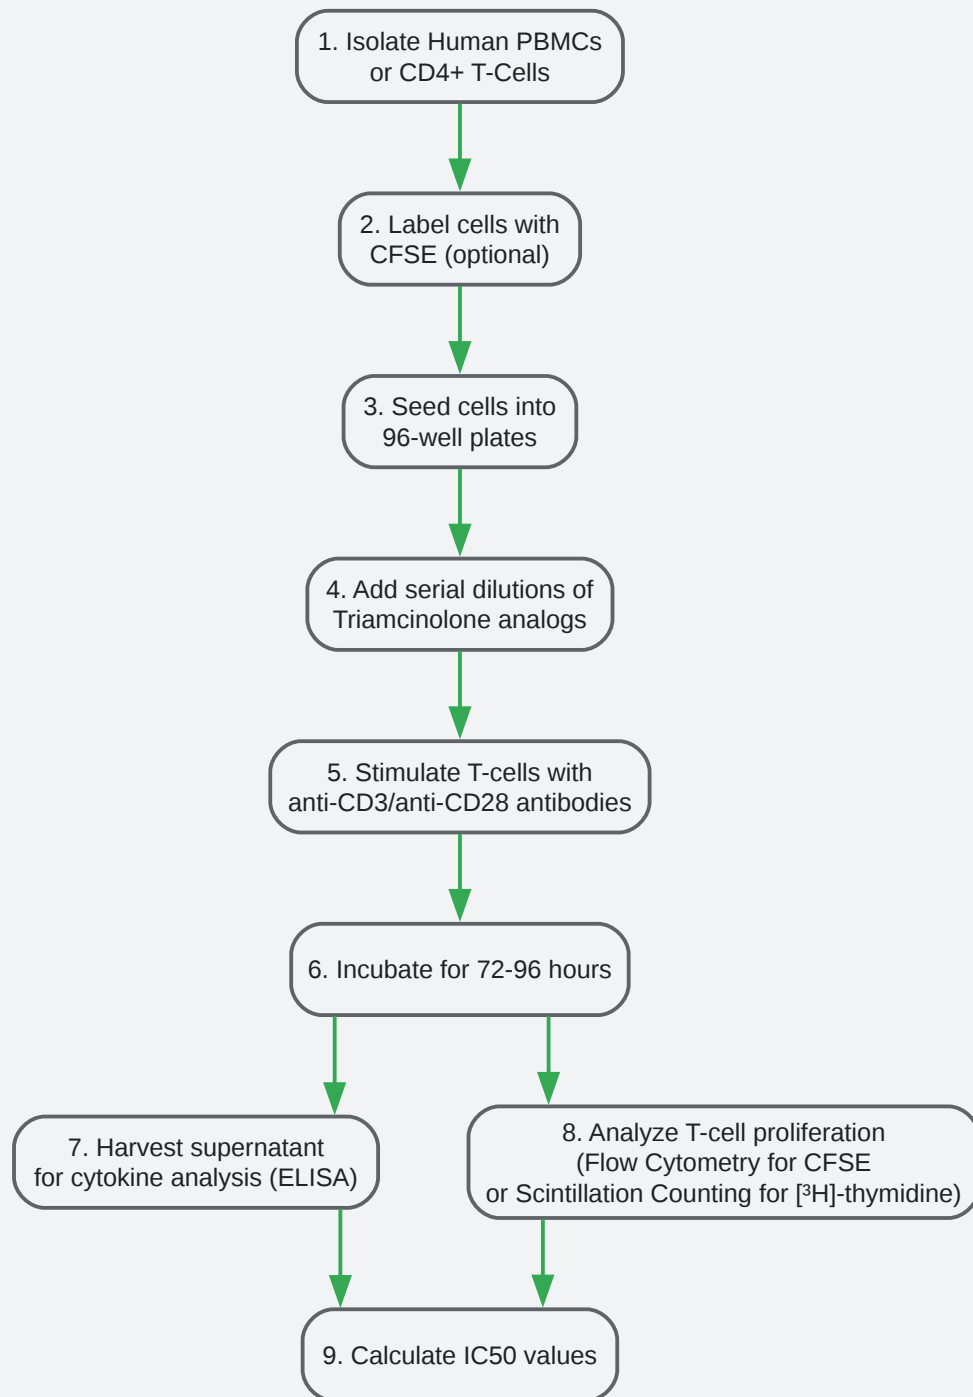 1. Isolate Human PBMCs
or CD4+ T-Cells
2. Label cells with
CFSE (optional)
3. Seed cells into
96-well plates
4. Add serial dilutions of
Triamcinolone analogs
5. Stimulate T-cells with
anti-CD3/anti-CD28 antibodies
6. Incubate for 72-96 hours
7. Harvest supernatant
for cytokine analysis (ELISA)
8. Analyze T-cell proliferation
(Flow Cytometry for CFSE
or Scintillation Counting for [³H]-thymidine)
9. Calculate IC50 values